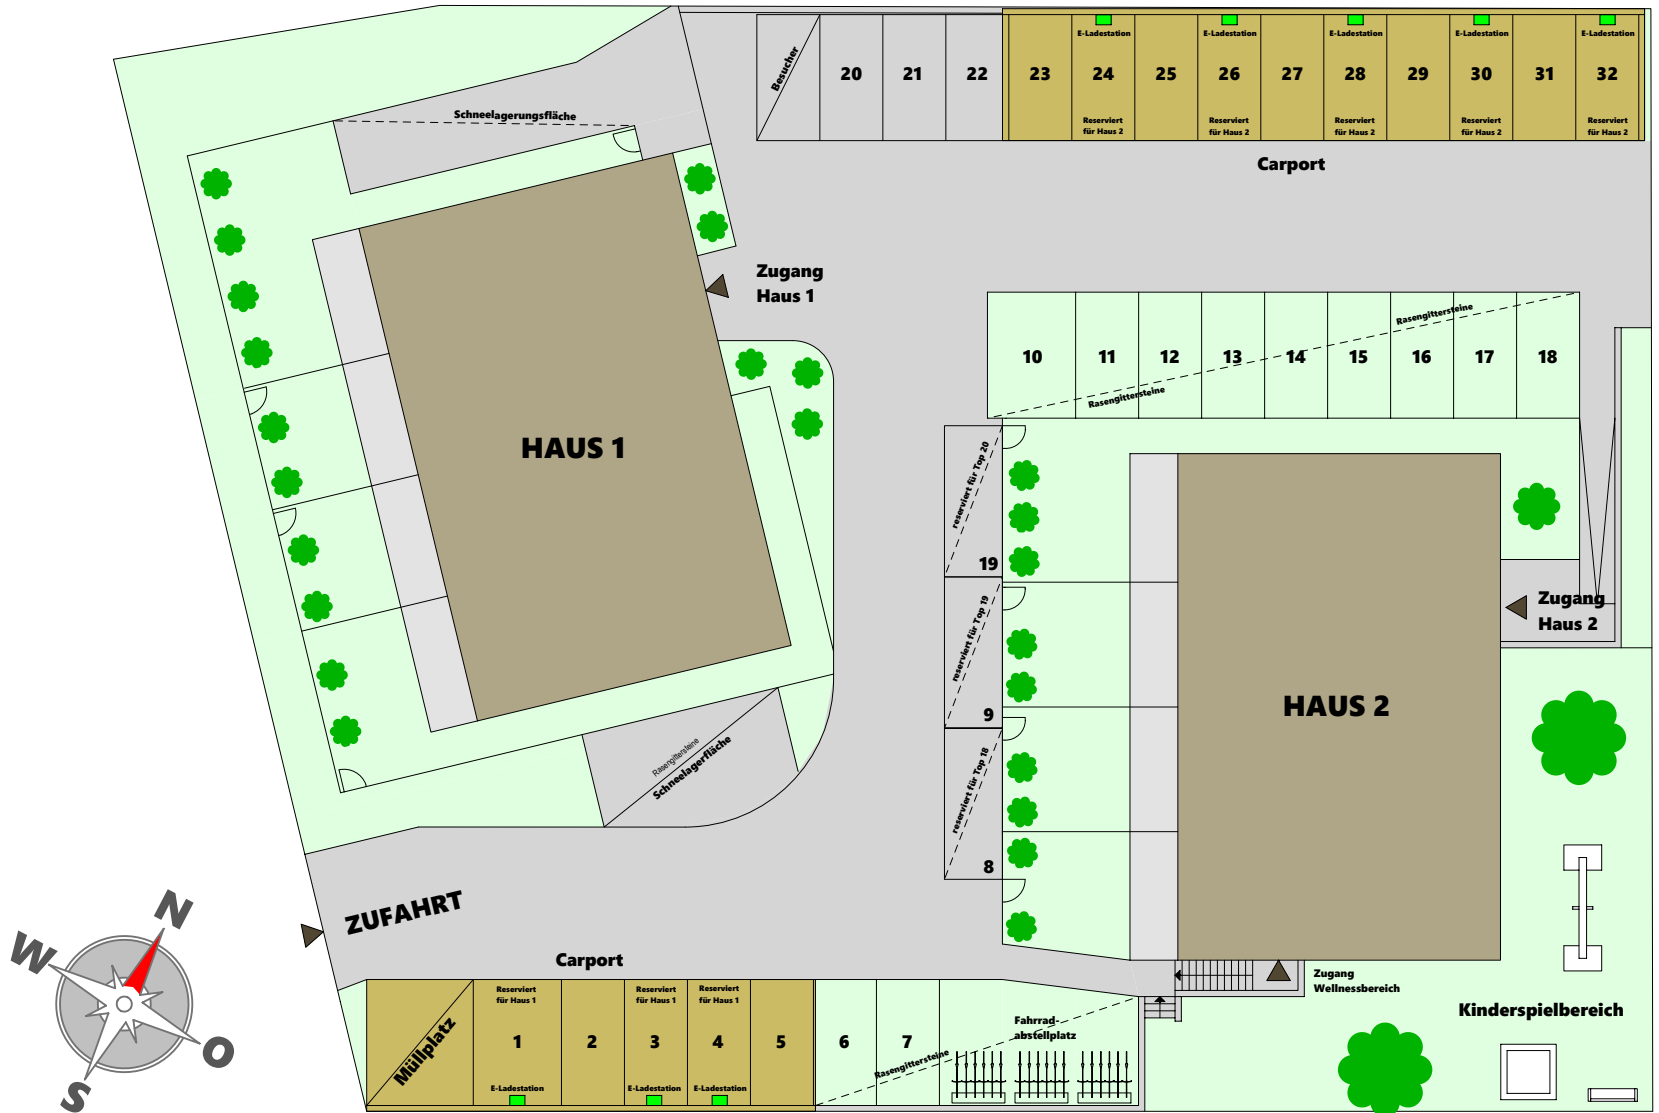 E-Ladestation
E-Ladestation
E-Ladestation
E-Ladestation
E-Ladestation
Besucher
20
21
22
23
24
25
26
27
28
29
30
31
32
Reserviert
für Haus 2
Reserviert
für Haus 2
Reserviert
für Haus 2
Reserviert
für Haus 2
Reserviert
für Haus 2
Schneelagerungsfläche
Carport
Zugang
Haus 1
Rasengittersteine
10
11
12
13
14
15
16
17
18
Rasengittersteine
HAUS 1
reserviert für Top 20
19
reserviert für Top 19
9
reserviert für Top 18
8
Zugang
Haus 2
HAUS 2
Rasengittersteine
Schneelagerfläche
ZUFAHRT
N
W
O
S
Carport
Zugang
Wellnessbereich
Kinderspielbereich
Müllplatz
Reserviert
für Haus 1
Reserviert
für Haus 1
Reserviert
für Haus 1
1
2
3
4
5
6
7
E-Ladestation
E-Ladestation
E-Ladestation
Rasengittersteine
Fahrrad-
abstellplatz